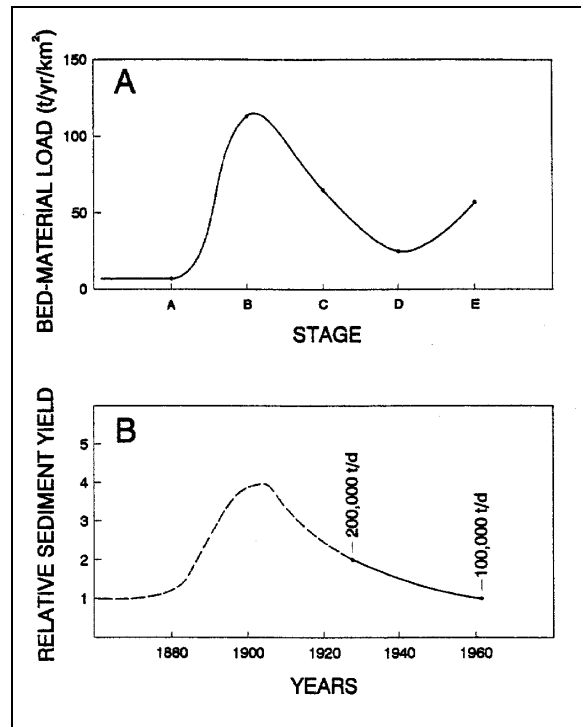 A
BED-MATERIAL LOAD (t/yr/km²)
150
100
50
0
A B C D E
STAGE
B
RELATIVE SEDIMENT YIELD
5
4
3
2
1
200,000 t/d
100,000 t/d
1880 1900 1920 1940 1960
YEARS